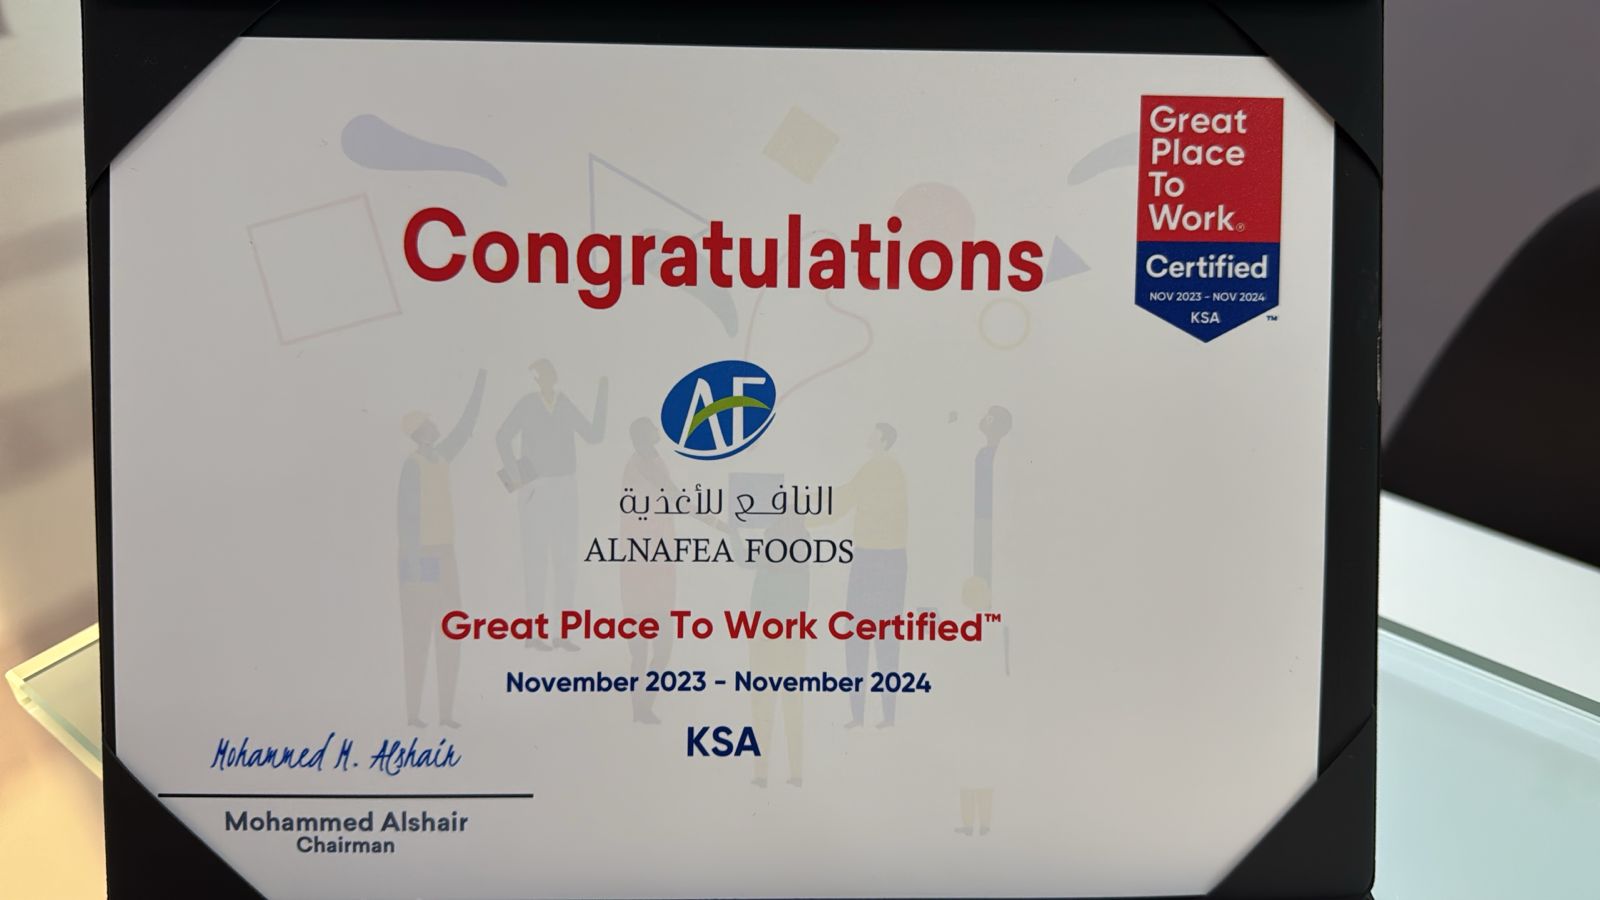 Great
Place
To
Work®
Certified
NOV 2023 - NOV 2024
KSA
™
Congratulations
AF
النافع للأغذية
ALNAFEA FOODS
Great Place To Work Certified™
November 2023 - November 2024
KSA
Mohammed M. Alshair
Mohammed Alshair
Chairman